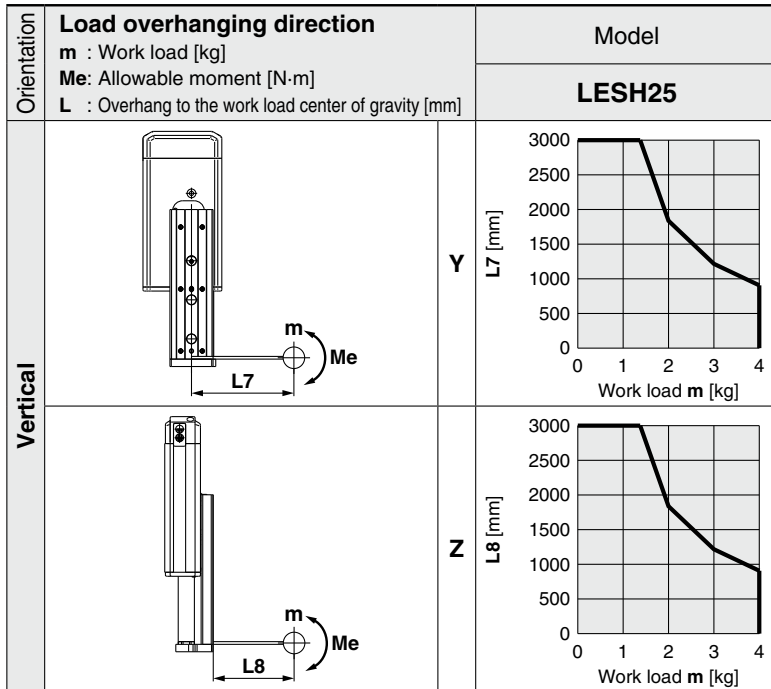 Orientation
Load overhanging direction
m : Work load [kg]
Me: Allowable moment [N·m]
L : Overhang to the work load center of gravity [mm]
Model
LESH25
Vertical
m
Me
L7
Y
L7 [mm]
3000
2500
2000
1500
1000
500
0
0 1 2 3 4
Work load m [kg]
m
Me
L8
Z
L8 [mm]
3000
2500
2000
1500
1000
500
0
0 1 2 3 4
Work load m [kg]